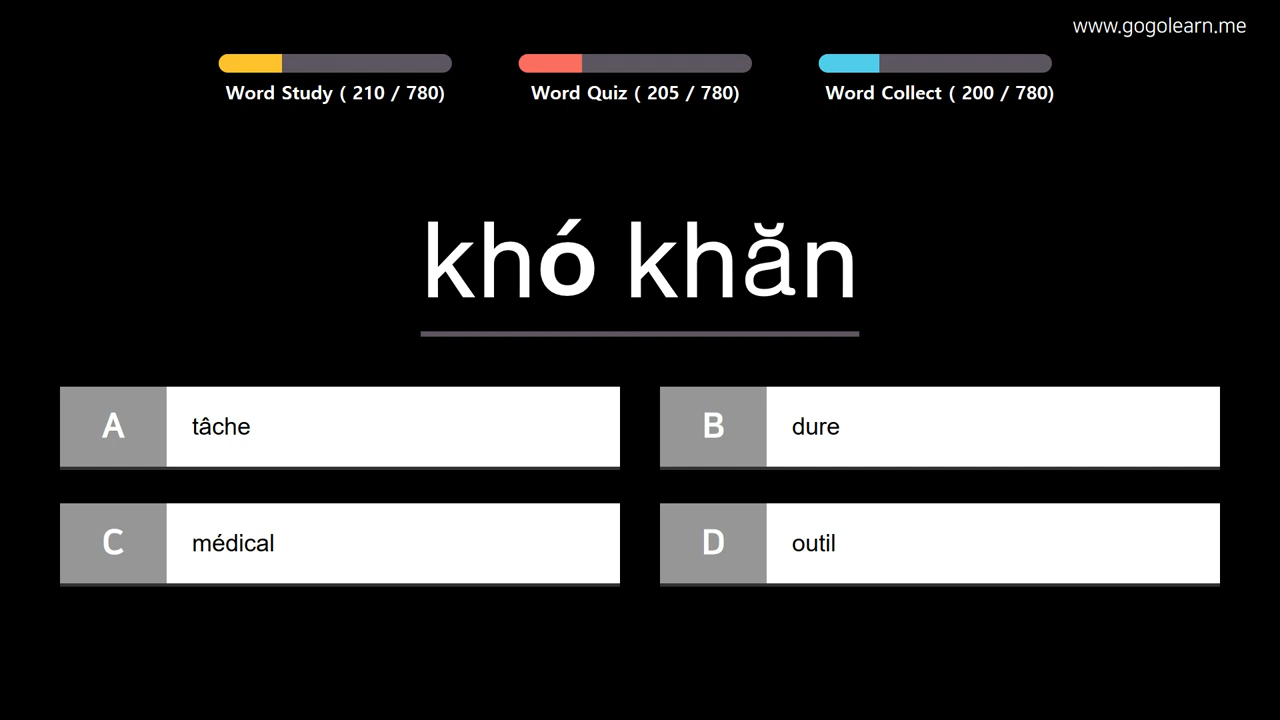 www.gogolearn.me
Word Study ( 210 / 780)
Word Quiz ( 205 / 780)
Word Collect ( 200 / 780)
khó khăn
A tâche
B dure
C médical
D outil